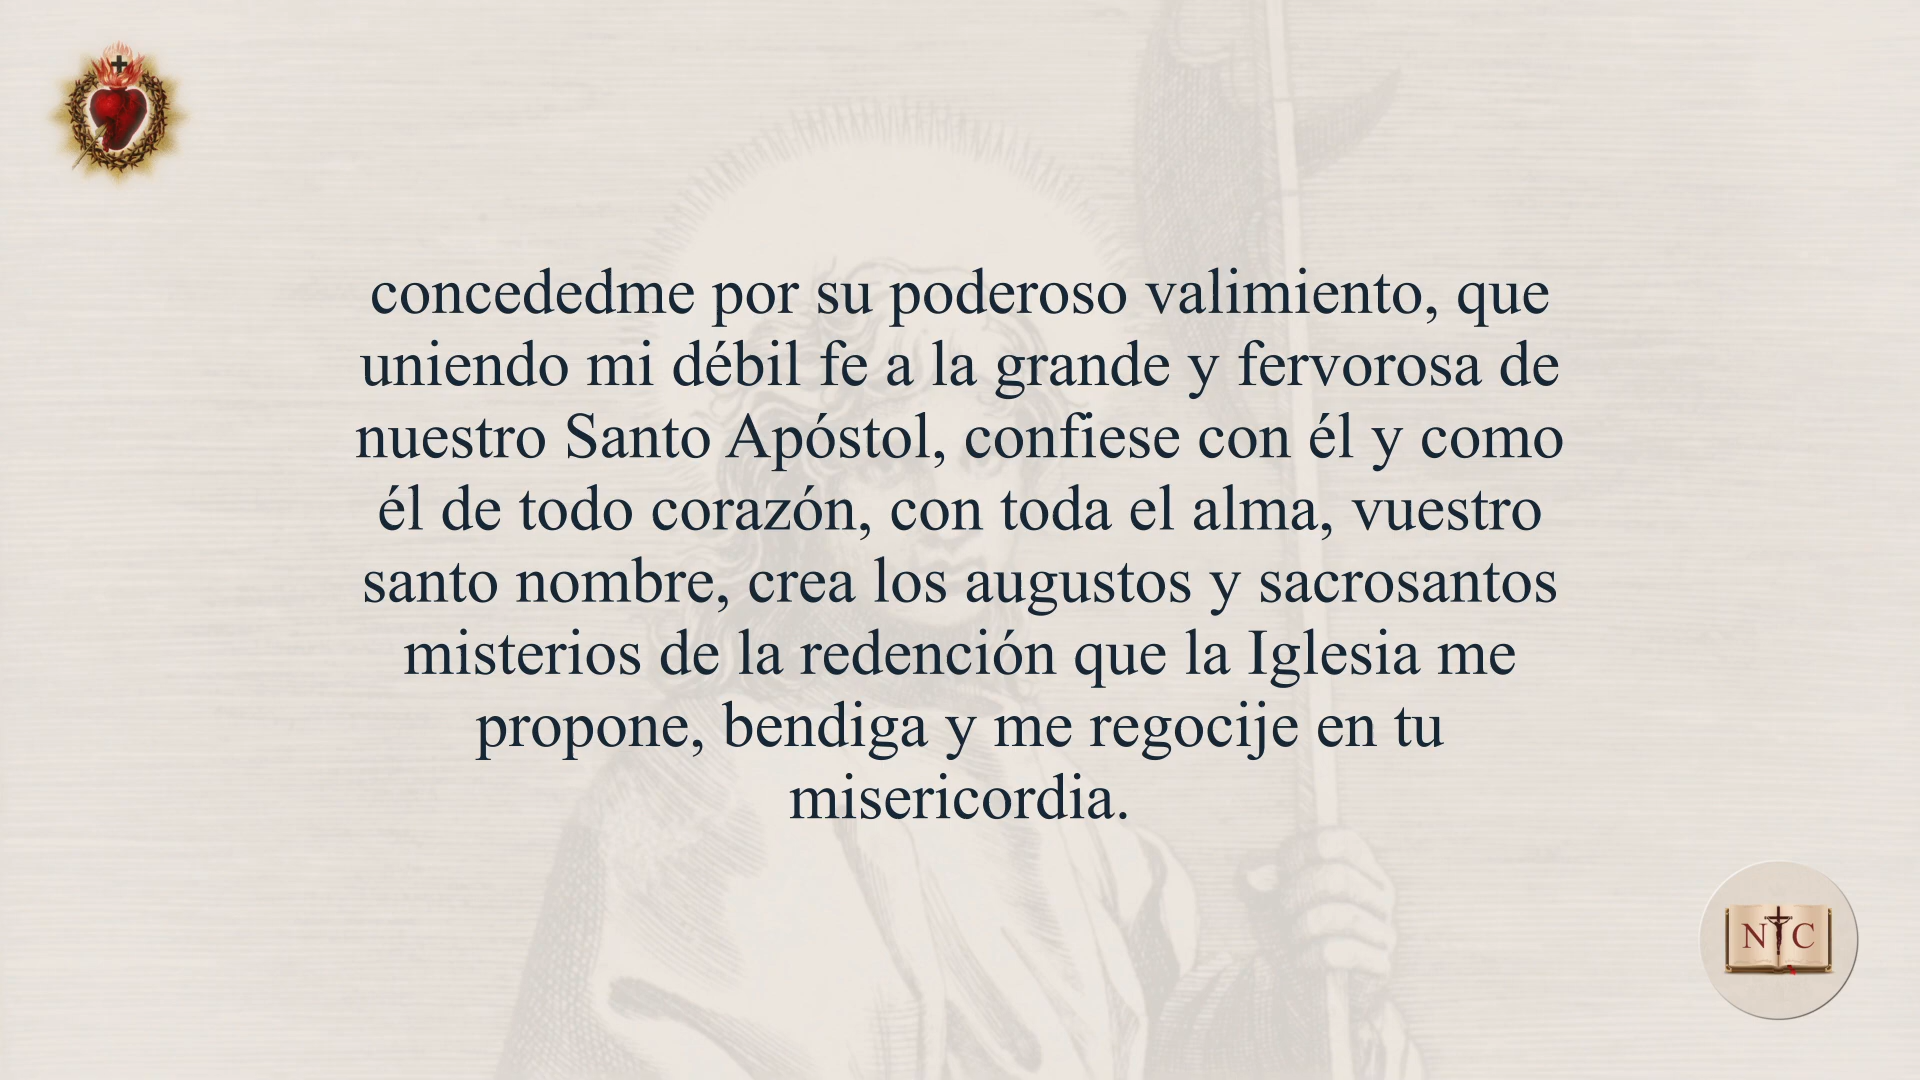 concededme por su poderoso valimiento, que
uniendo mi débil fe a la grande y fervorosa de
nuestro Santo Apóstol, confiese con él y como
él de todo corazón, con toda el alma, vuestro
santo nombre, crea los augustos y sacrosantos
misterios de la redención que la Iglesia me
propone, bendiga y me regocije en tu
misericordia.
N C